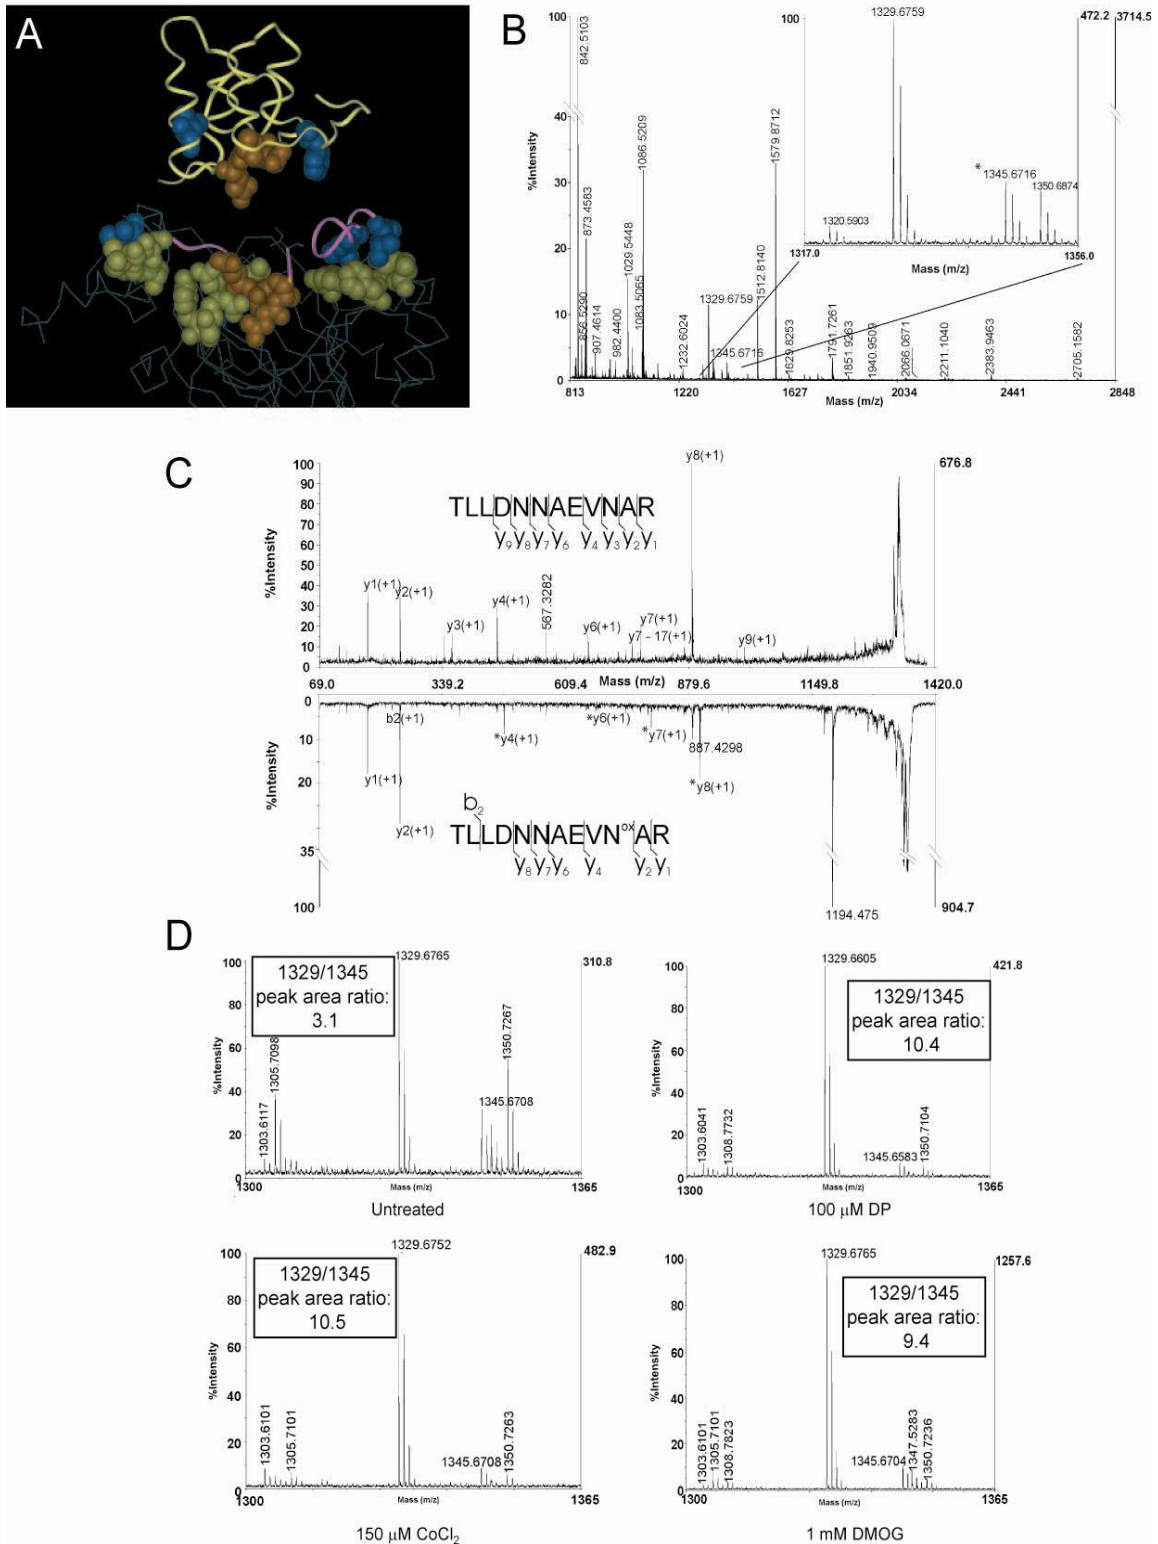 A
B
100
842.5103
40
30
20
10
0
%Intensity
873.4583
856.5290
907.4614
982.4400
1029.5448
1083.5065
1086.5209
1232.6024
1329.6759
1345.6716
1512.8140
1579.8712
1629.8253
1791.7261
1851.9263
1940.9509
2066.0671
2211.1040
2383.9463
2705.1582
813
1220
1627
2034
2441
2848
Mass (m/z)
3714.5
100
1329.6759
472.2
*
1345.6716
1350.6874
1320.5903
1317.0
1356.0
Mass (m/z)
C
100
90
80
70
60
50
40
30
20
10
0
%Intensity
676.8
y8(+1)
TLLDNNAEVNAR
y9 y8 y7 y6 y4 y3 y2 y1
y1(+1)
y2(+1)
y3(+1)
y4(+1)
567.3282
y6(+1)
y7(+1)
y7 - 17(+1)
y9(+1)
69.0
339.2
609.4
Mass (m/z)
879.6
1149.8
1420.0
0
10
20
35
100
%Intensity
b2(+1)
*y4(+1)
*y6(+1)
*y7(+1)
887.4298
*y8(+1)
y1(+1)
y2(+1)
b2
TLLDNNAEVNoxAR
y8 y7 y6 y4 y2 y1
1194.475
904.7
D
100
80
60
40
20
0
%Intensity
1329/1345
peak area ratio:
3.1
1329.6765
310.8
1303.6117
1305.7098
1345.6708
1350.7267
1300
1365
Mass (m/z)
Untreated
100
80
60
40
20
0
%Intensity
1329.6605
421.8
1329/1345
peak area ratio:
10.4
1303.6041
1308.7732
1345.6583
1350.7104
1300
1365
Mass (m/z)
100 μM DP
100
80
60
40
20
0
%Intensity
1329.6752
482.9
1329/1345
peak area ratio:
10.5
1303.6101
1305.7101
1345.6708
1350.7263
1300
1365
Mass (m/z)
150 μM CoCl2
100
80
60
40
20
0
%Intensity
1329.6765
1257.6
1329/1345
peak area ratio:
9.4
1303.6101
1305.7101
1308.7823
1345.6704
1347.5283
1350.7236
1300
1365
Mass (m/z)
1 mM DMOG